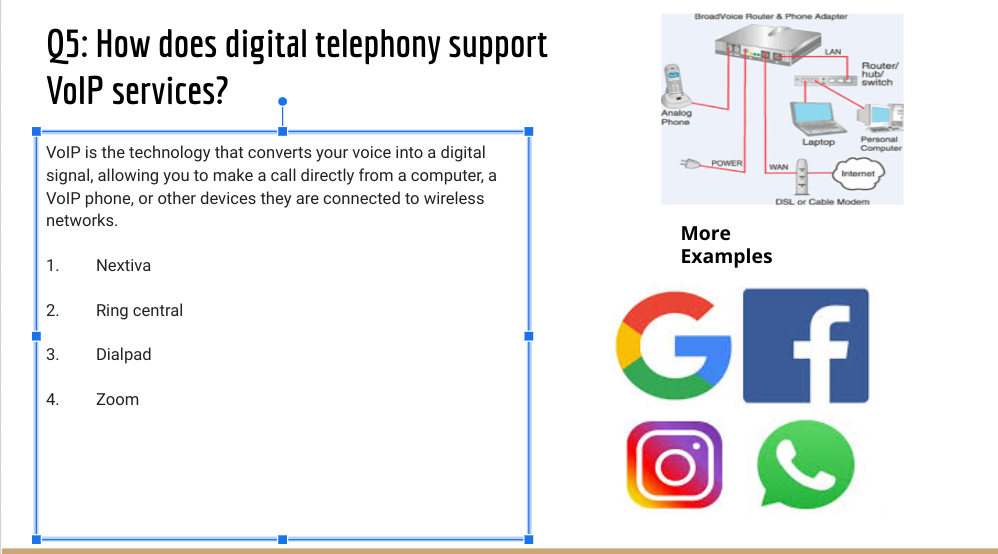 Q5: How does digital telephony support
VoIP services?
VoIP is the technology that converts your voice into a digital
signal, allowing you to make a call directly from a computer, a
VoIP phone, or other devices they are connected to wireless
networks.
1. Nextiva
2. Ring central
3. Dialpad
4. Zoom
BroadVoice Router & Phone Adapter
LAN
Router/
hub/
switch
Analog
Phone
Laptop
Personal
Computer
POWER
WAN
Internet
DSL or Cable Modem
More
Examples